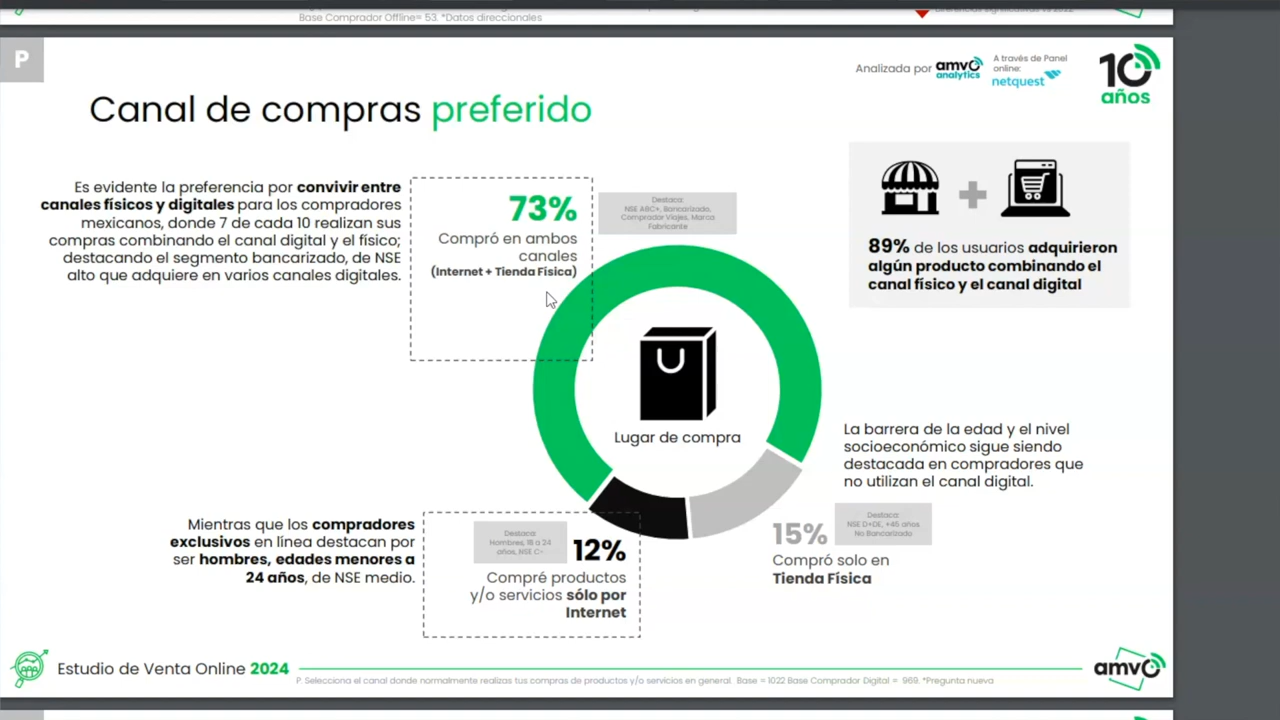 Base Comprador Offline= 53. *Datos direccionales
P
Analizada por
amvo
analytics
A través de Panel
online:
netquest
10
años
Canal de compras preferido
Es evidente la preferencia por convivir entre
canales físicos y digitales para los compradores
mexicanos, donde 7 de cada 10 realizan sus
compras combinando el canal digital y el físico;
destacando el segmento bancarizado, de NSE
alto que adquiere en varios canales digitales.
73%
Compró en ambos
canales
(Internet + Tienda Física)
Destaca:
NSE ABC+, Bancarizado,
Comprador Viajes, Marca
Fabricante
89% de los usuarios adquirieron
algún producto combinando el
canal físico y el canal digital
Lugar de compra
La barrera de la edad y el nivel
socioeconómico sigue siendo
destacada en compradores que
no utilizan el canal digital.
Mientras que los compradores
exclusivos en línea destacan por
ser hombres, edades menores a
24 años, de NSE medio.
Destaca:
Hombres, 18 a 24
años, NSE C-
12%
Compré productos
y/o servicios sólo por
Internet
15%
Compró solo en
Tienda Física
Destaca:
NSE D+DE, +45 años
No Bancarizado
Estudio de Venta Online 2024
P. Selecciona el canal donde normalmente realizas tus compras de productos y/o servicios en general. Base = 1022 Base Comprador Digital = 969. *Pregunta nueva
amvo